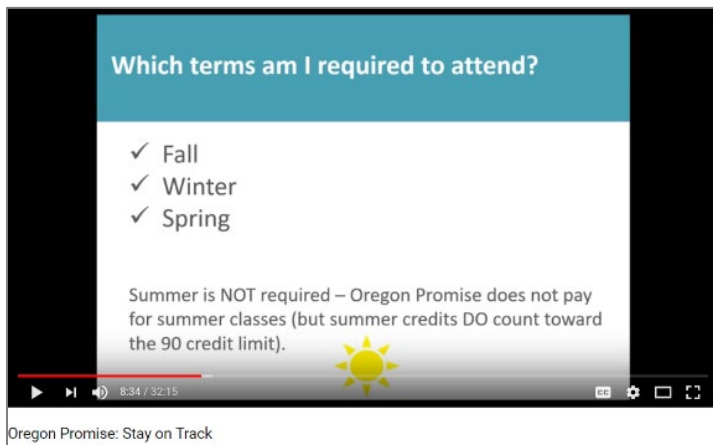 Which terms am I required to attend?
✓ Fall
✓ Winter
✓ Spring
Summer is NOT required – Oregon Promise does not pay
for summer classes (but summer credits DO count toward
the 90 credit limit).
8:34 / 32:15
CC
Oregon Promise: Stay on Track